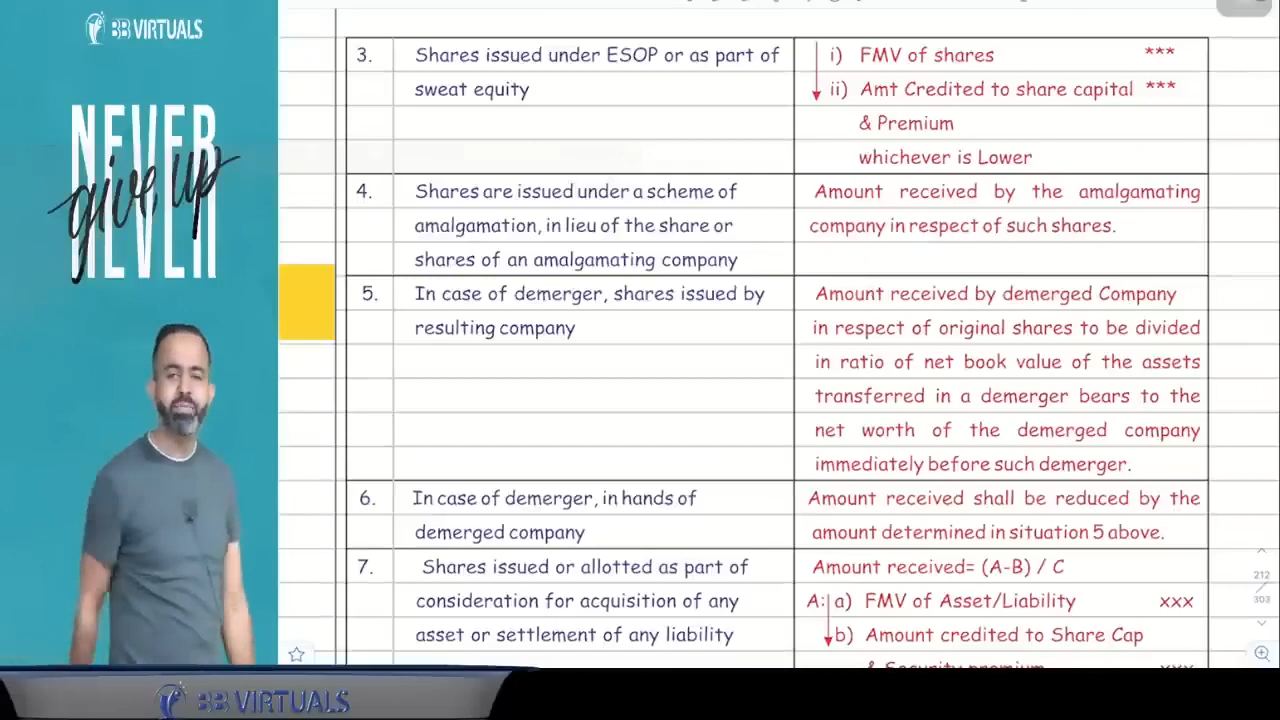 BB VIRTUALS
NEVER
give up
NEVER
3. Shares issued under ESOP or as part of
sweat equity
i) FMV of shares ***
ii) Amt Credited to share capital ***
& Premium
whichever is Lower
4. Shares are issued under a scheme of
amalgamation, in lieu of the share or
shares of an amalgamating company
Amount received by the amalgamating
company in respect of such shares.
5. In case of demerger, shares issued by
resulting company
Amount received by demerged Company
in respect of original shares to be divided
in ratio of net book value of the assets
transferred in a demerger bears to the
net worth of the demerged company
immediately before such demerger.
6. In case of demerger, in hands of
demerged company
Amount received shall be reduced by the
amount determined in situation 5 above.
7. Shares issued or allotted as part of
consideration for acquisition of any
asset or settlement of any liability
Amount received= (A-B) / C
A: a) FMV of Asset/Liability xxx
b) Amount credited to Share Cap
& Security premium xxx
212
303
BB VIRTUALS